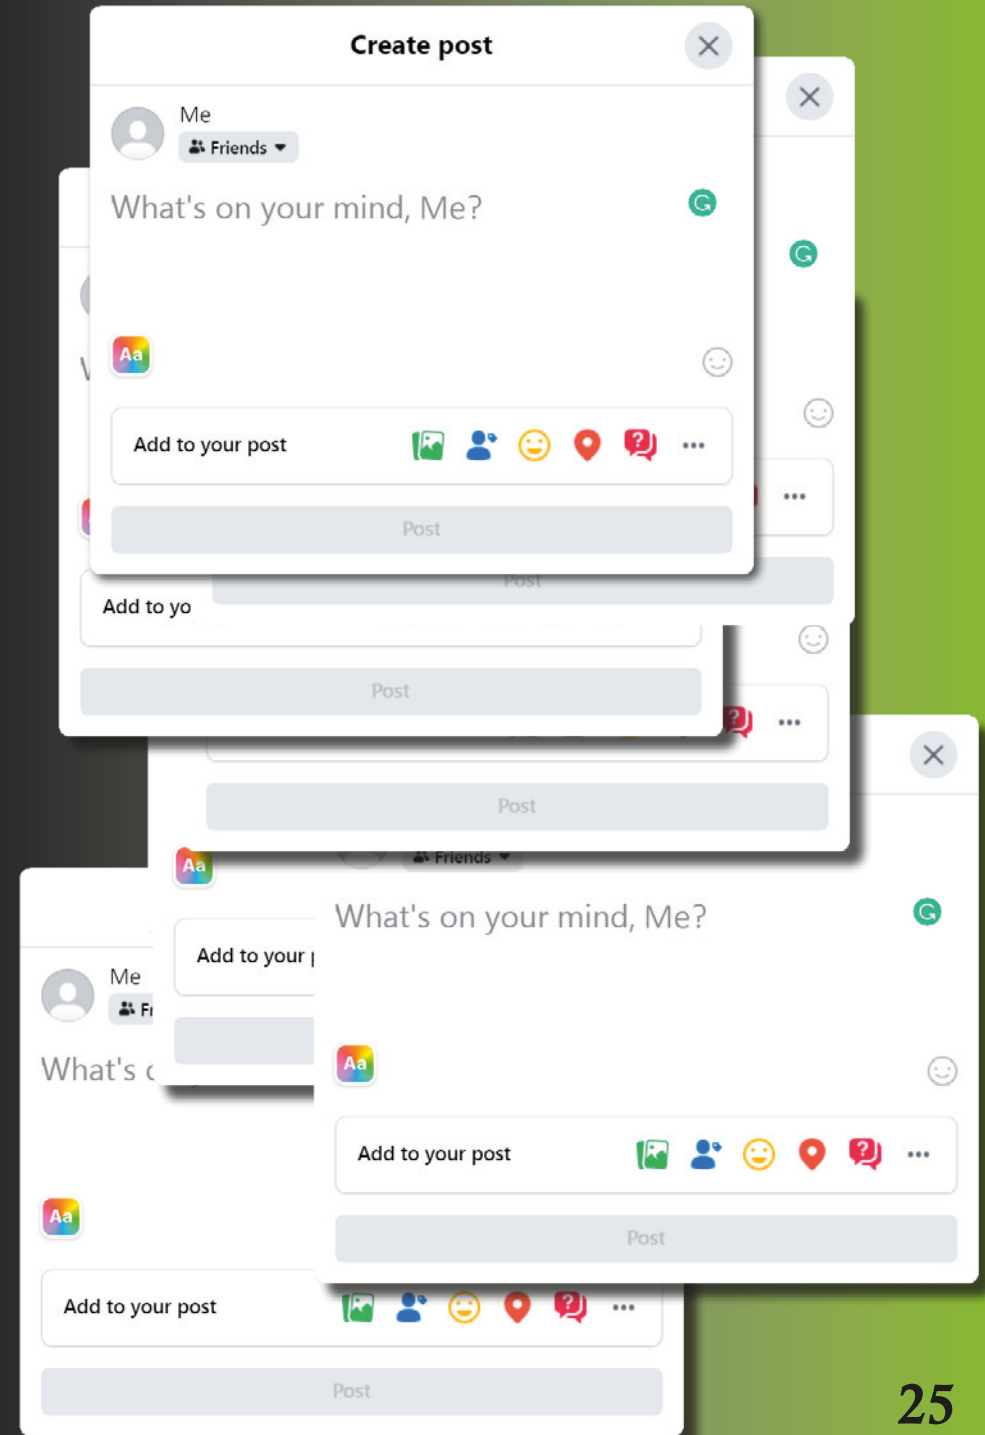 Create post
Me
Friends
What's on your mind, Me?
Aa
Add to your post
Post
Post
Add to yo
Post
Post
Friends
Aa
What's on your mind, Me?
Add to your
Me
Aa
What's
Add to your post
Post
Aa
Add to your post
Post
25